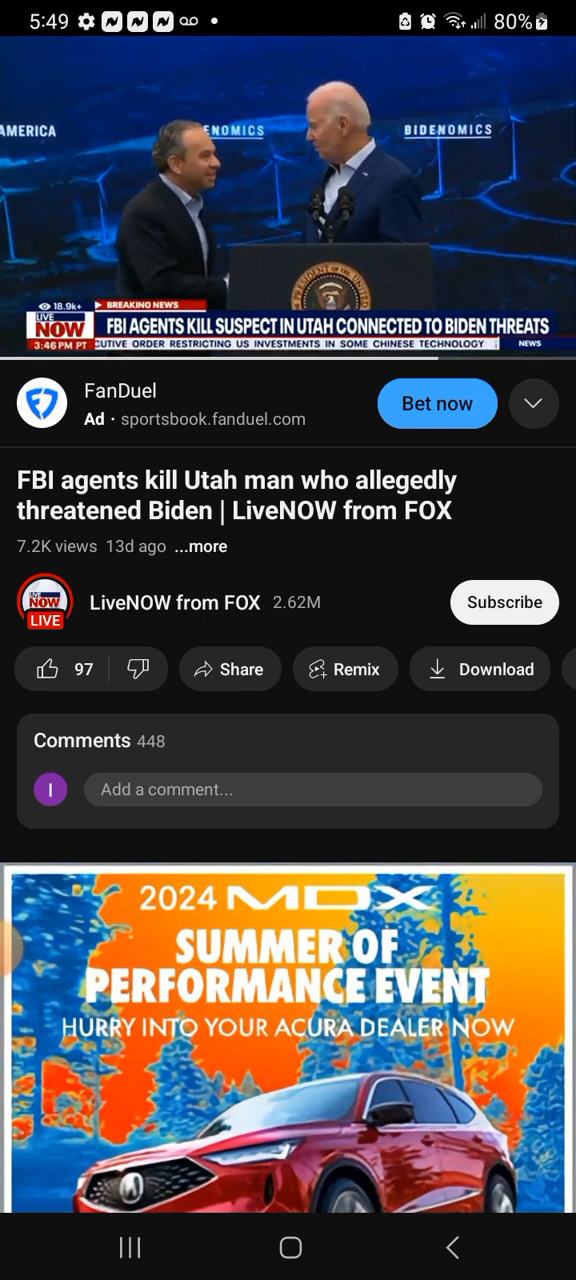 5:49
80%
AMERICA
ENOMICS
BIDENOMICS
PRESIDENT OF THE UNITED
18.9k+
BREAKING NEWS
LIVE
NOW
FBI AGENTS KILL SUSPECT IN UTAH CONNECTED TO BIDEN THREATS
3:46 PM PT
CUTIVE ORDER RESTRICTING US INVESTMENTS IN SOME CHINESE TECHNOLOGY
NEWS
FanDuel
Ad · sportsbook.fanduel.com
Bet now
FBI agents kill Utah man who allegedly
threatened Biden | LiveNOW from FOX
7.2K views 13d ago ...more
LIVE
NOW
LIVE
LiveNOW from FOX 2.62M
Subscribe
97
Share
Remix
Download
Comments 448
I
Add a comment...
2024 MDX
SUMMER OF
PERFORMANCE EVENT
HURRY INTO YOUR ACURA DEALER NOW